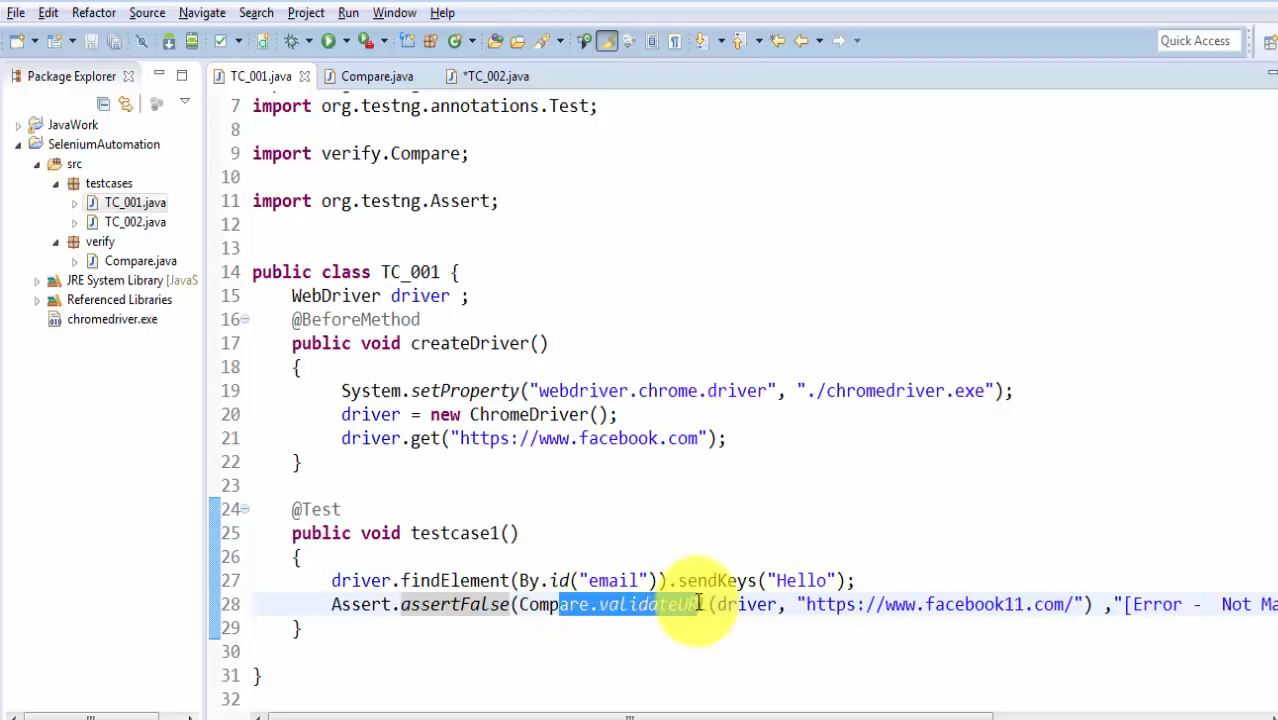 File Edit Refactor Source Navigate Search Project Run Window Help
Quick Access
Package Explorer
TC_001.java Compare.java *TC_002.java
JavaWork
SeleniumAutomation
src
testcases
TC_001.java
TC_002.java
verify
Compare.java
JRE System Library [JavaS
Referenced Libraries
chromedriver.exe
7 import org.testng.annotations.Test;
8
9 import verify.Compare;
10
11 import org.testng.Assert;
12
13
14 public class TC_001 {
15 WebDriver driver ;
16 @BeforeMethod
17 public void createDriver()
18 {
19 System.setProperty("webdriver.chrome.driver", "./chromedriver.exe");
20 driver = new ChromeDriver();
21 driver.get("https://www.facebook.com");
22 }
23
24 @Test
25 public void testcase1()
26 {
27 driver.findElement(By.id("email")).sendKeys("Hello");
28 Assert.assertFalse(Compare.validateURL(driver, "https://www.facebook11.com/") ,"[Error - Not Ma
29 }
30
31 }
32